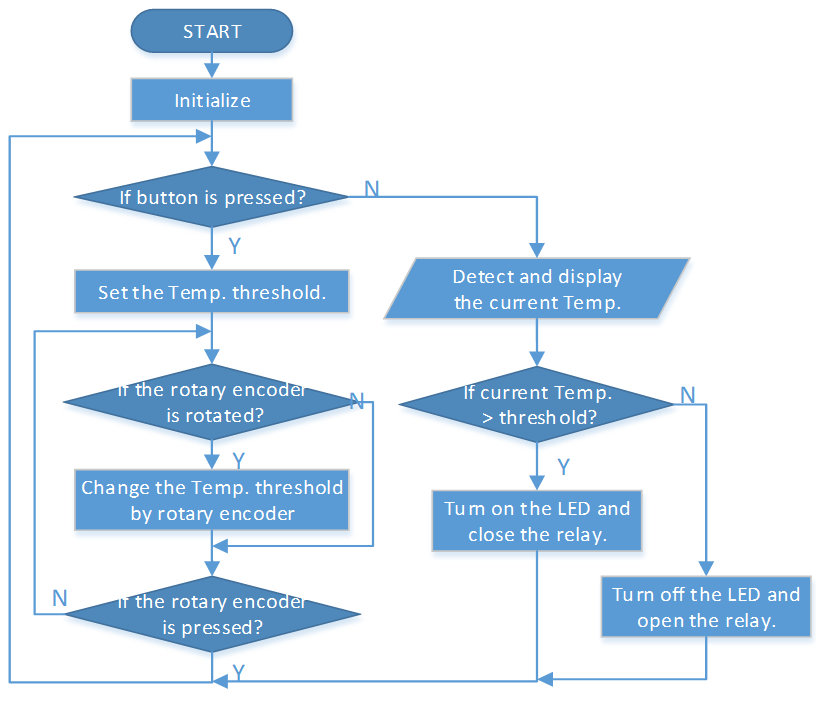 START
Initialize
If button is pressed?
N
Y
Set the Temp. threshold.
Detect and display
the current Temp.
If the rotary encoder
is rotated?
N
Y
If current Temp.
> threshold?
N
Y
Change the Temp. threshold
by rotary encoder
Turn on the LED and
close the relay.
If the rotary encoder
is pressed?
N
Y
Turn off the LED and
open the relay.